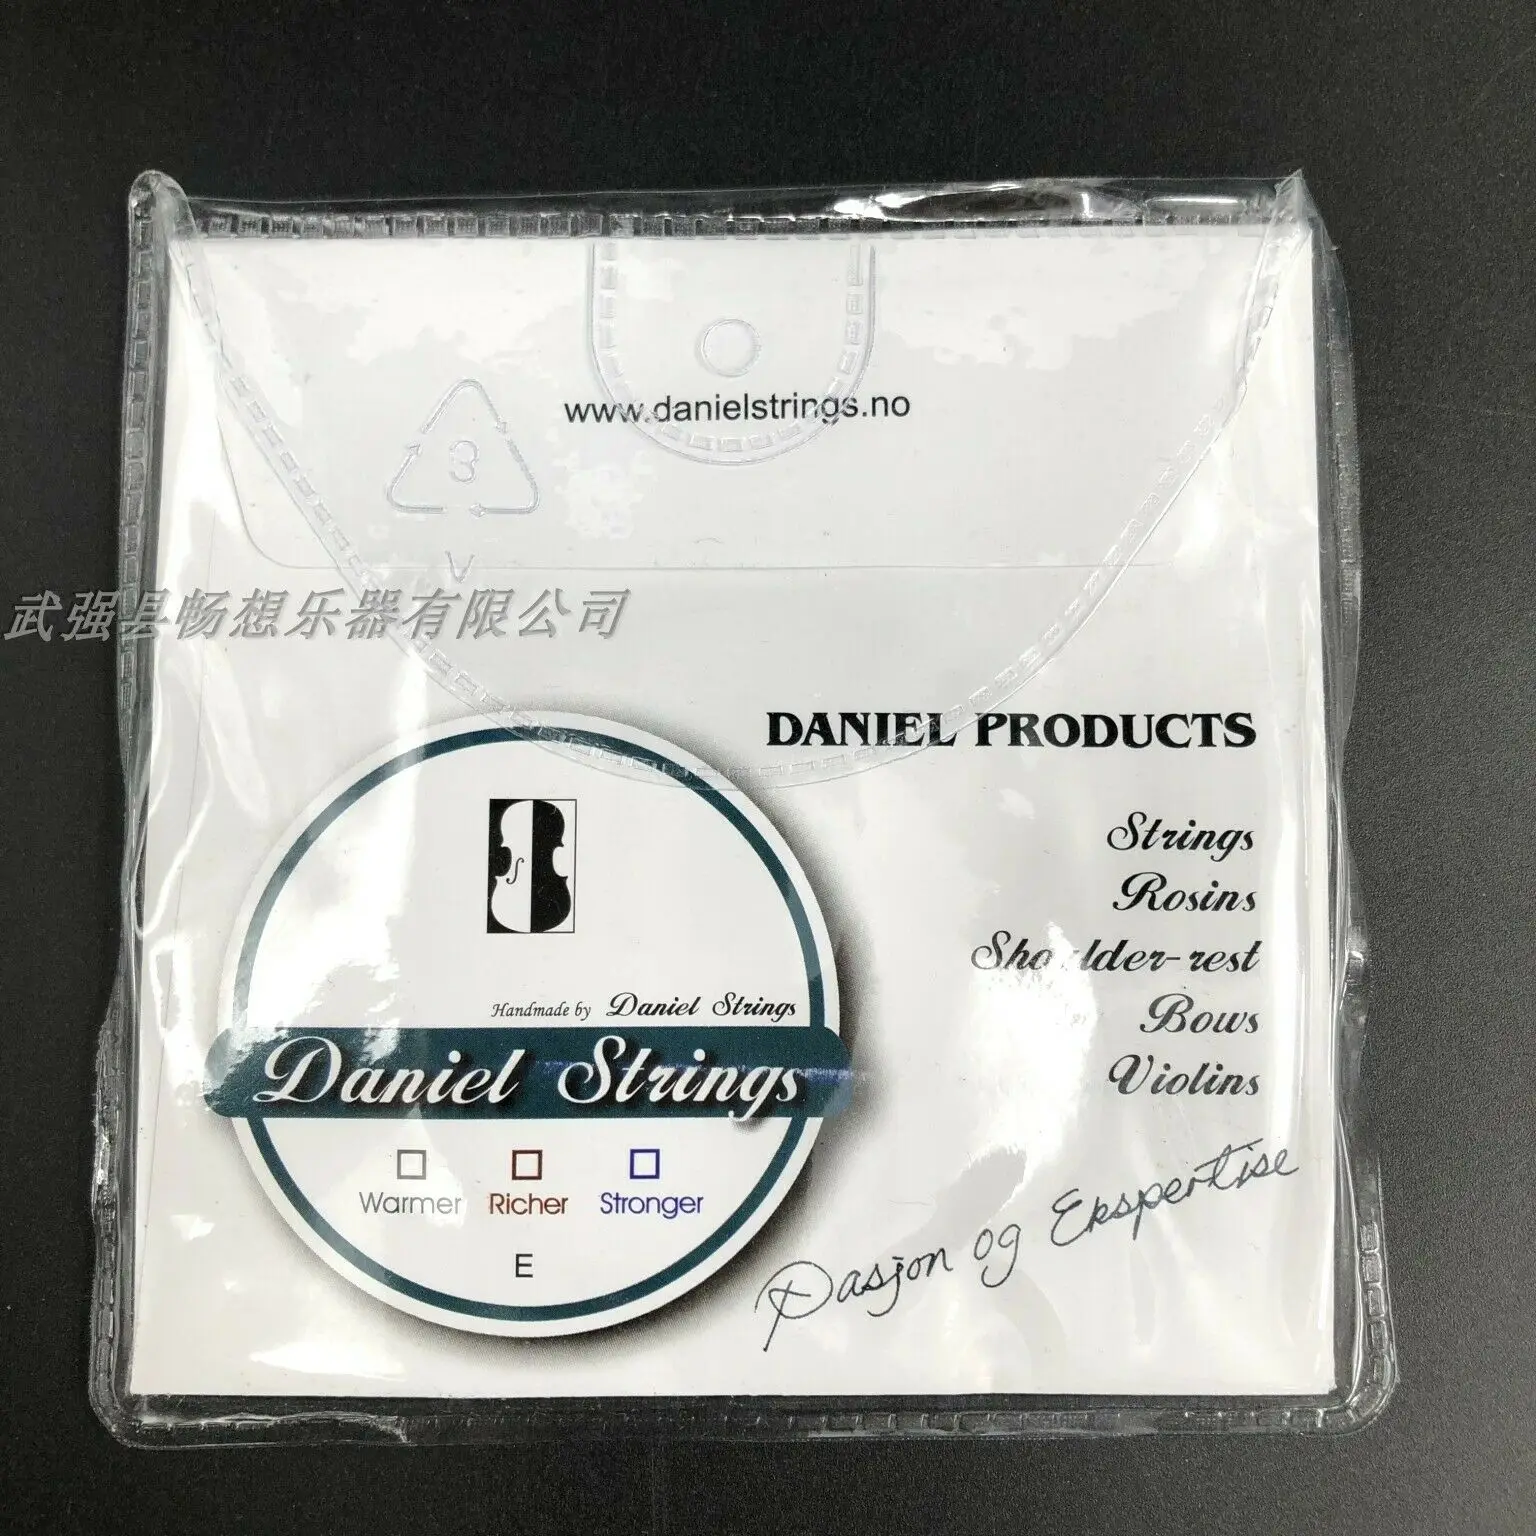 www.danielstrings.no
3
V
武强县畅想乐器有限公司
DANIEL PRODUCTS
Strings
Rosins
Shoulder-rest
Bows
Violins
Handmade by Daniel Strings
Daniel Strings
Warmer Richer Stronger
E
Pasjon og Ekspertise